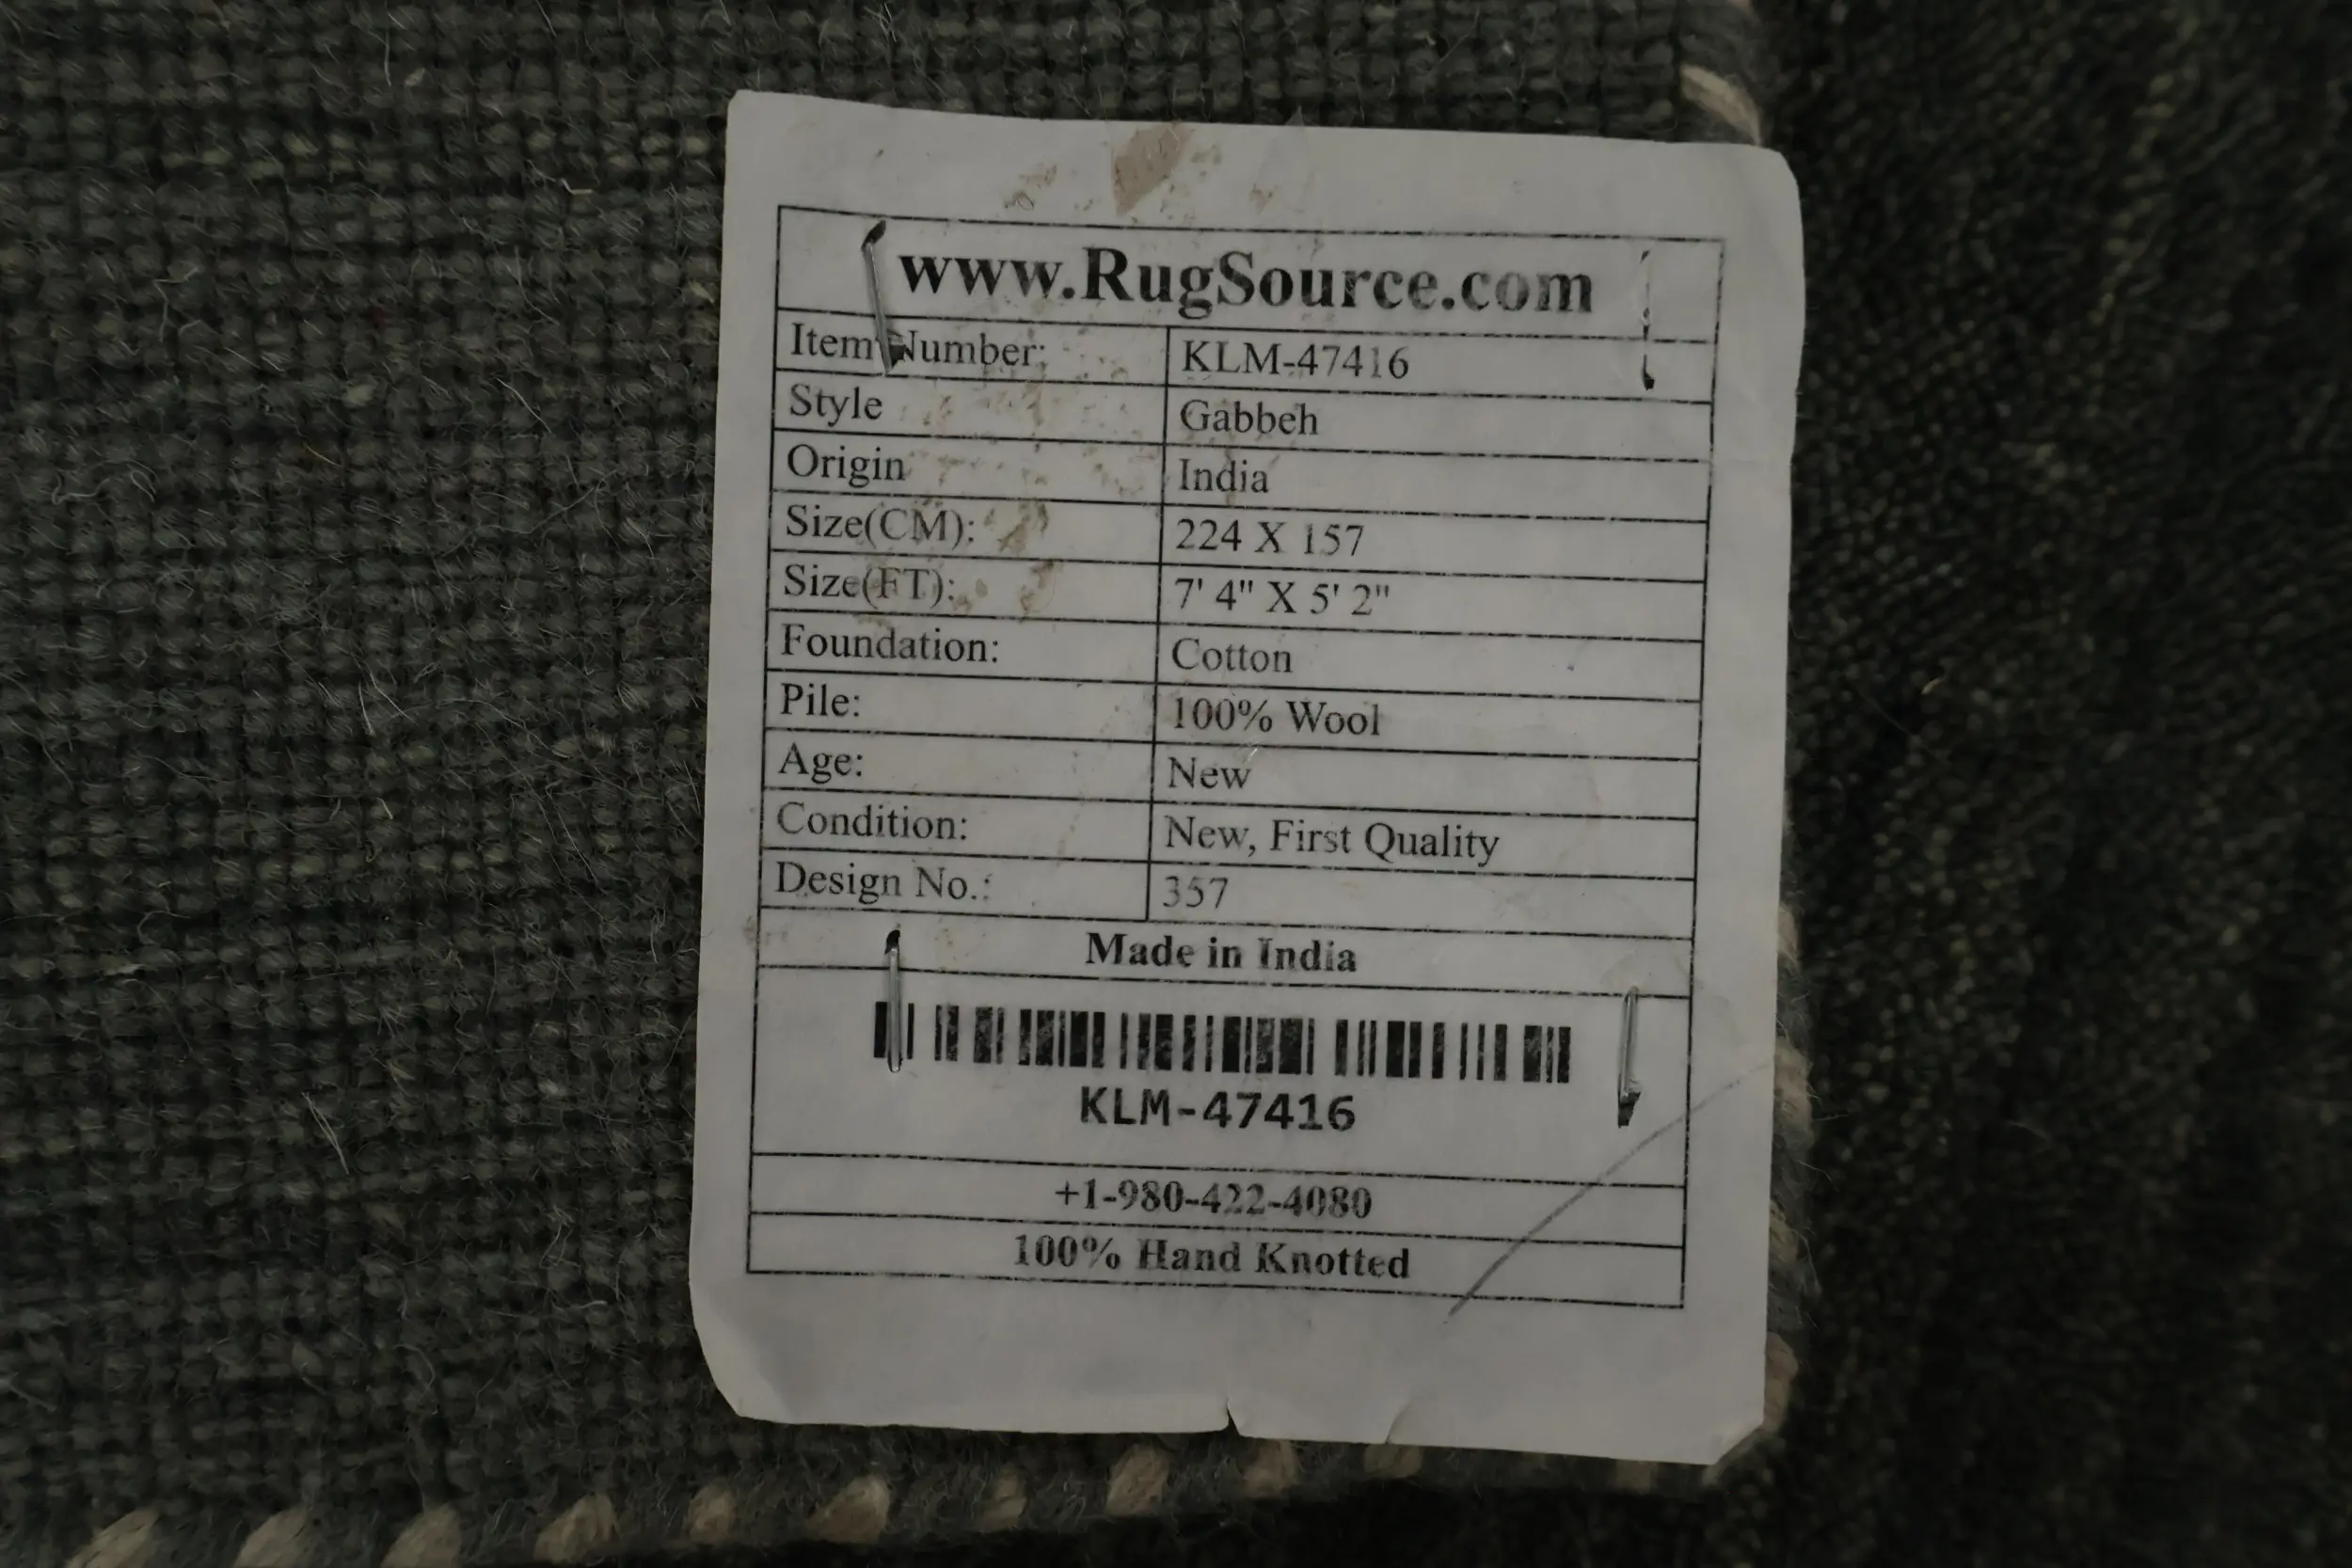 www.RugSource.com
Item Number: KLM-47416
Style Gabbeh
Origin India
Size(CM): 224 X 157
Size(FT): 7' 4" X 5' 2"
Foundation: Cotton
Pile: 100% Wool
Age: New
Condition: New, First Quality
Design No.: 357
Made in India
KLM-47416
+1-980-422-4080
100% Hand Knotted